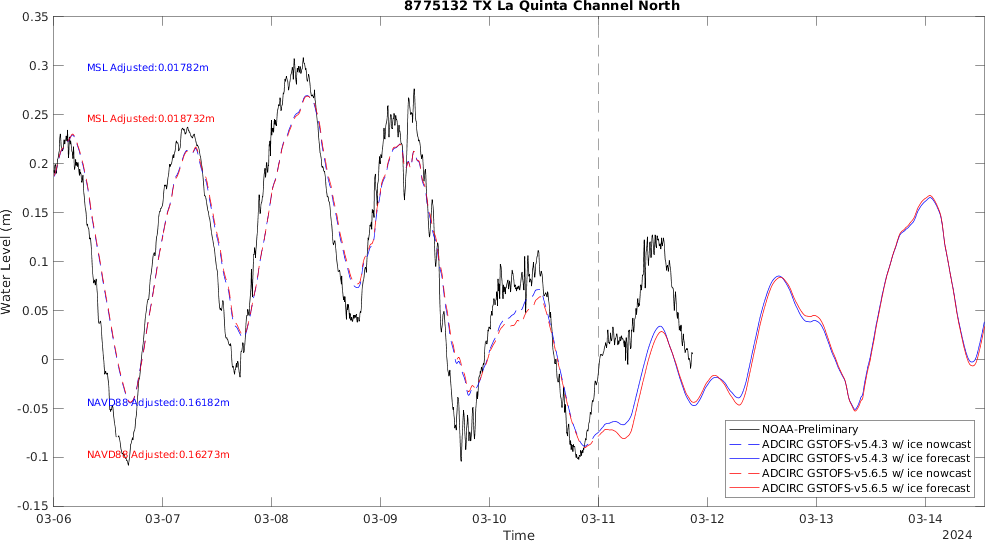 8775132 TX La Quinta Channel North
0.35
0.3
0.25
0.2
0.15
0.1
0.05
0
-0.05
-0.1
-0.15
Water Level (m)
MSL Adjusted:0.01782m
MSL Adjusted:0.018732m
NAVD88 Adjusted:0.16182m
NAVD88 Adjusted:0.16273m
NOAA-Preliminary
ADCIRC GSTOFS-v5.4.3 w/ ice nowcast
ADCIRC GSTOFS-v5.4.3 w/ ice forecast
ADCIRC GSTOFS-v5.6.5 w/ ice nowcast
ADCIRC GSTOFS-v5.6.5 w/ ice forecast
03-06 03-07 03-08 03-09 03-10 03-11 03-12 03-13 03-14
Time
2024